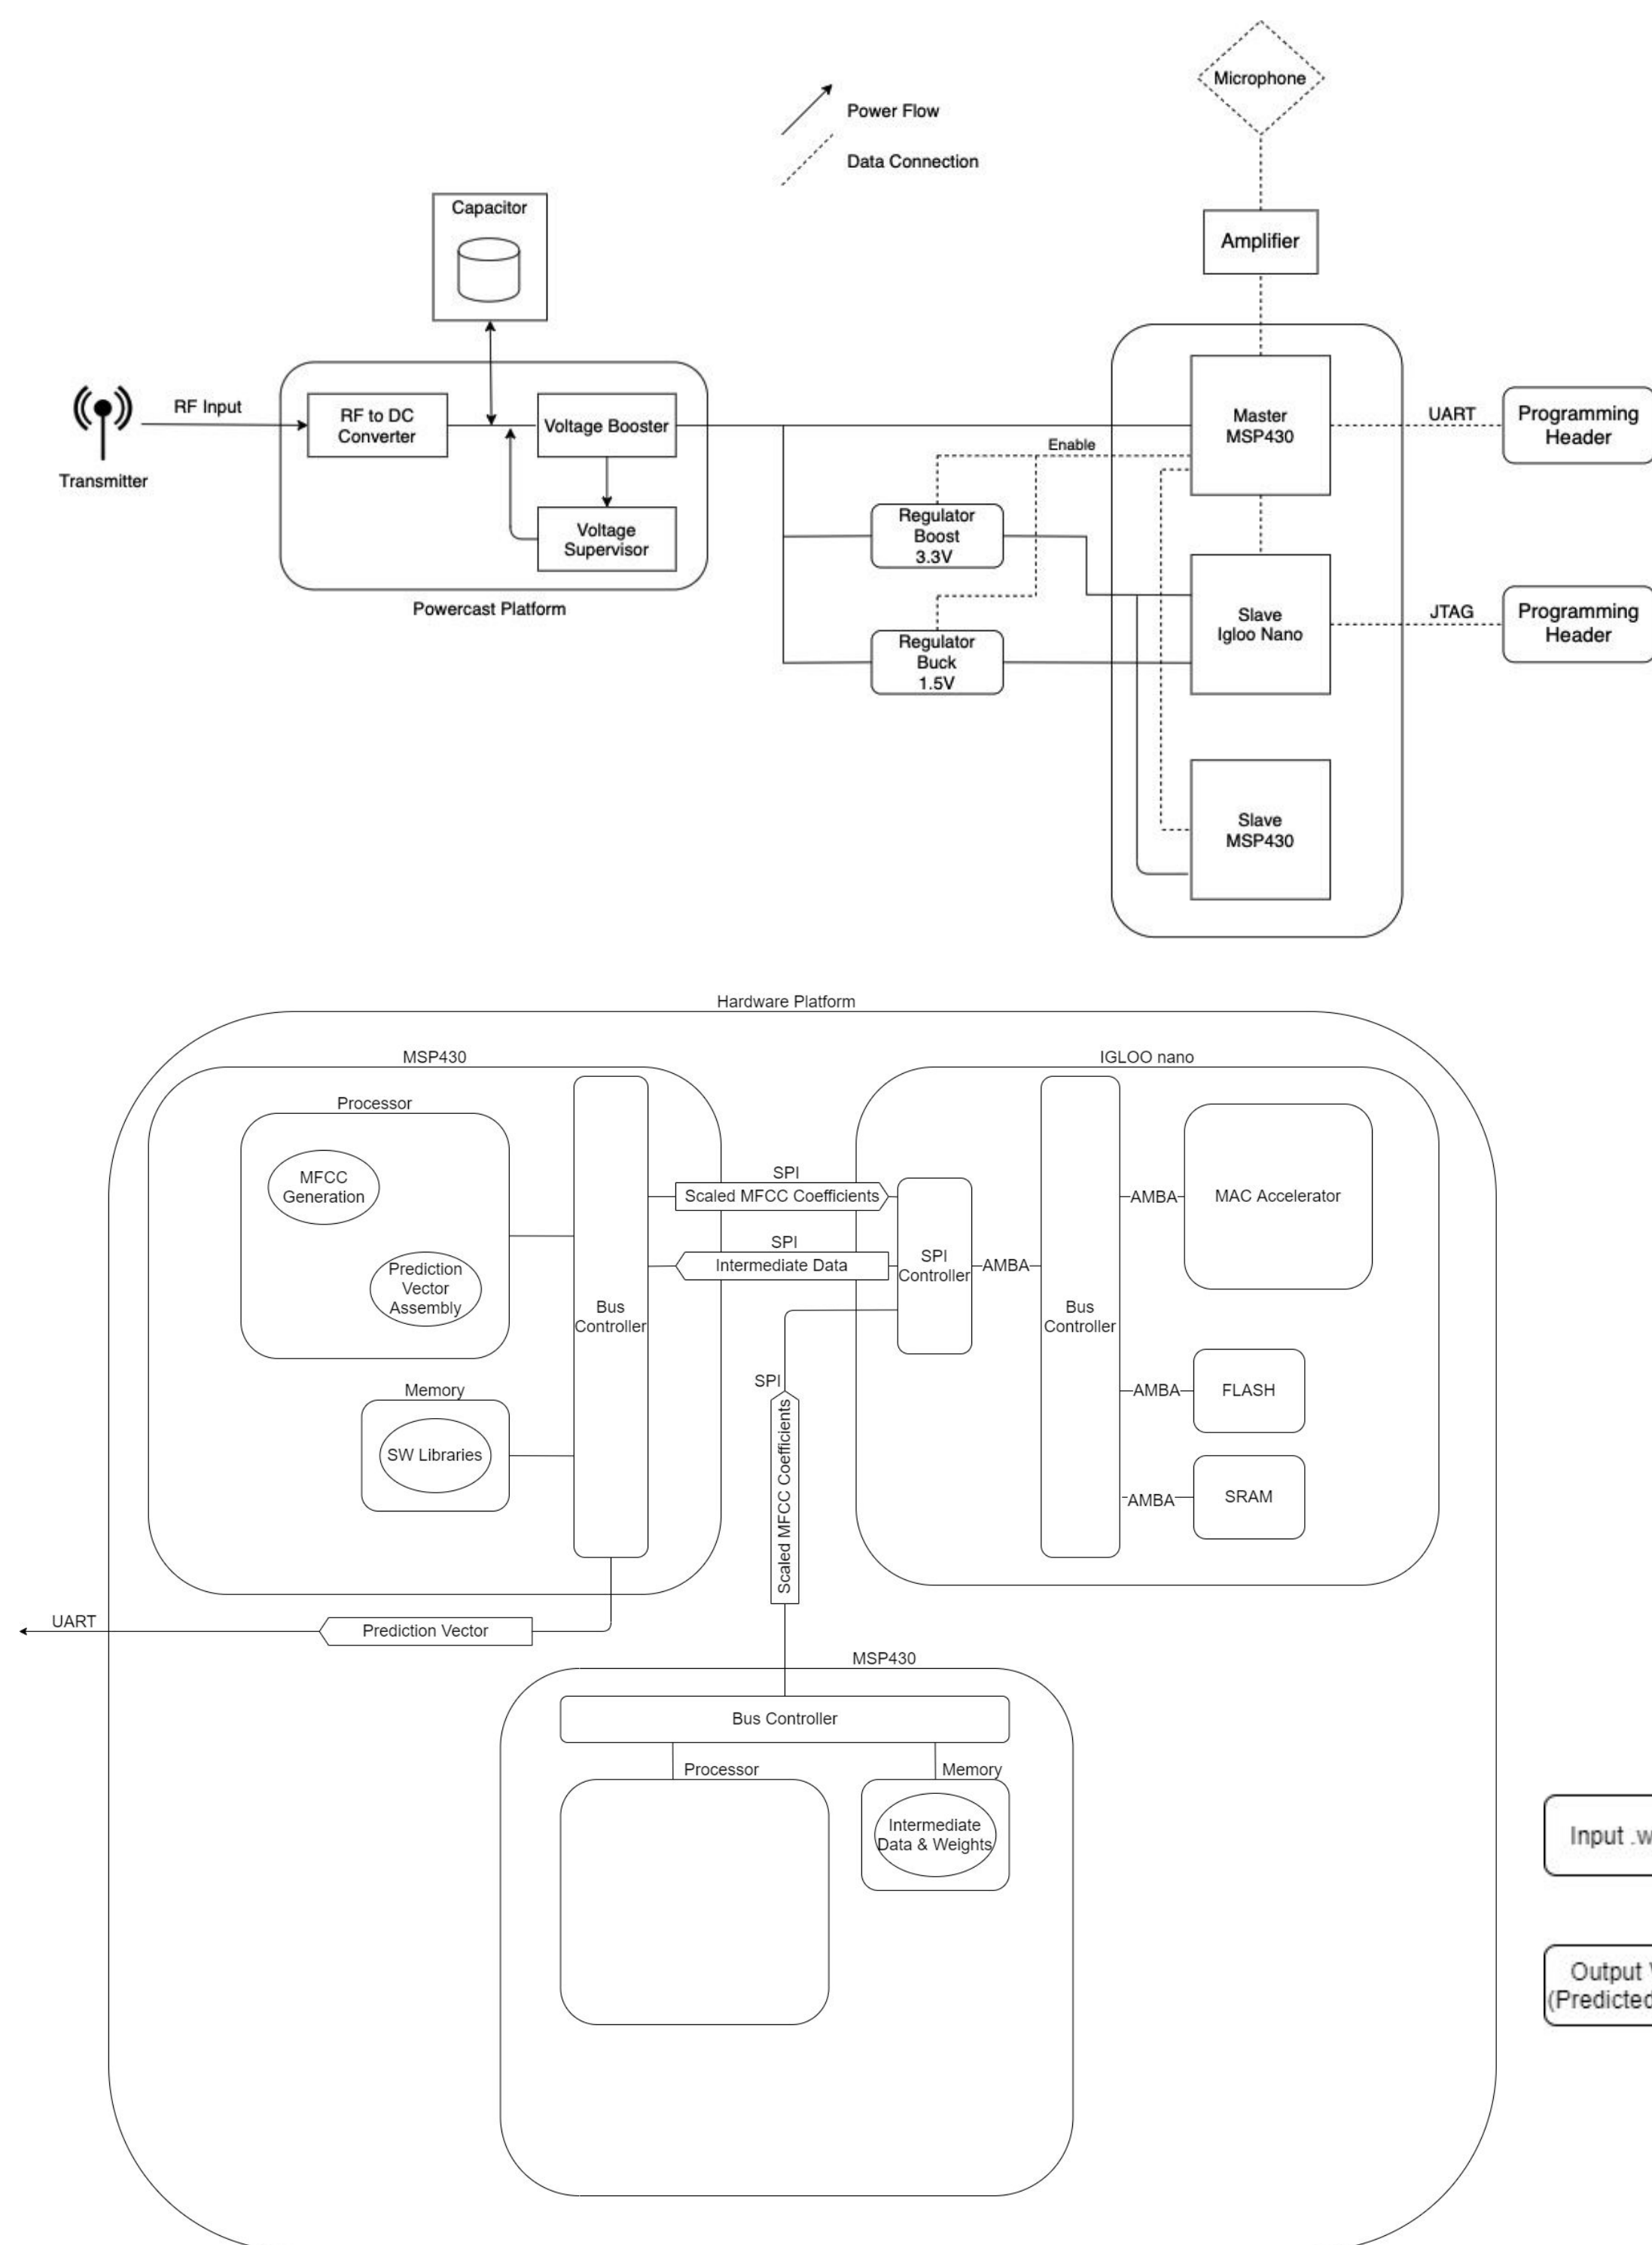 Microphone
Power Flow
Data Connection
Capacitor
Amplifier
RF Input
RF to DC
Converter
Voltage Booster
Master
MSP430
UART
Programming
Header
Enable
Transmitter
Voltage
Supervisor
Regulator
Boost
3.3V
Powercast Platform
Slave
Igloo Nano
JTAG
Programming
Header
Regulator
Buck
1.5V
Slave
MSP430
Hardware Platform
MSP430
IGLOO nano
Processor
MFCC
Generation
Prediction
Vector
Assembly
Bus
Controller
Memory
SW Libraries
SPI
Scaled MFCC Coefficients
SPI
Intermediate Data
SPI
Controller
AMBA
Bus
Controller
AMBA
MAC Accelerator
AMBA
FLASH
AMBA
SRAM
SPI
Scaled MFCC Coefficients
UART
Prediction Vector
MSP430
Bus Controller
Processor
Memory
Intermediate
Data & Weights
Input
Output
(Predicted